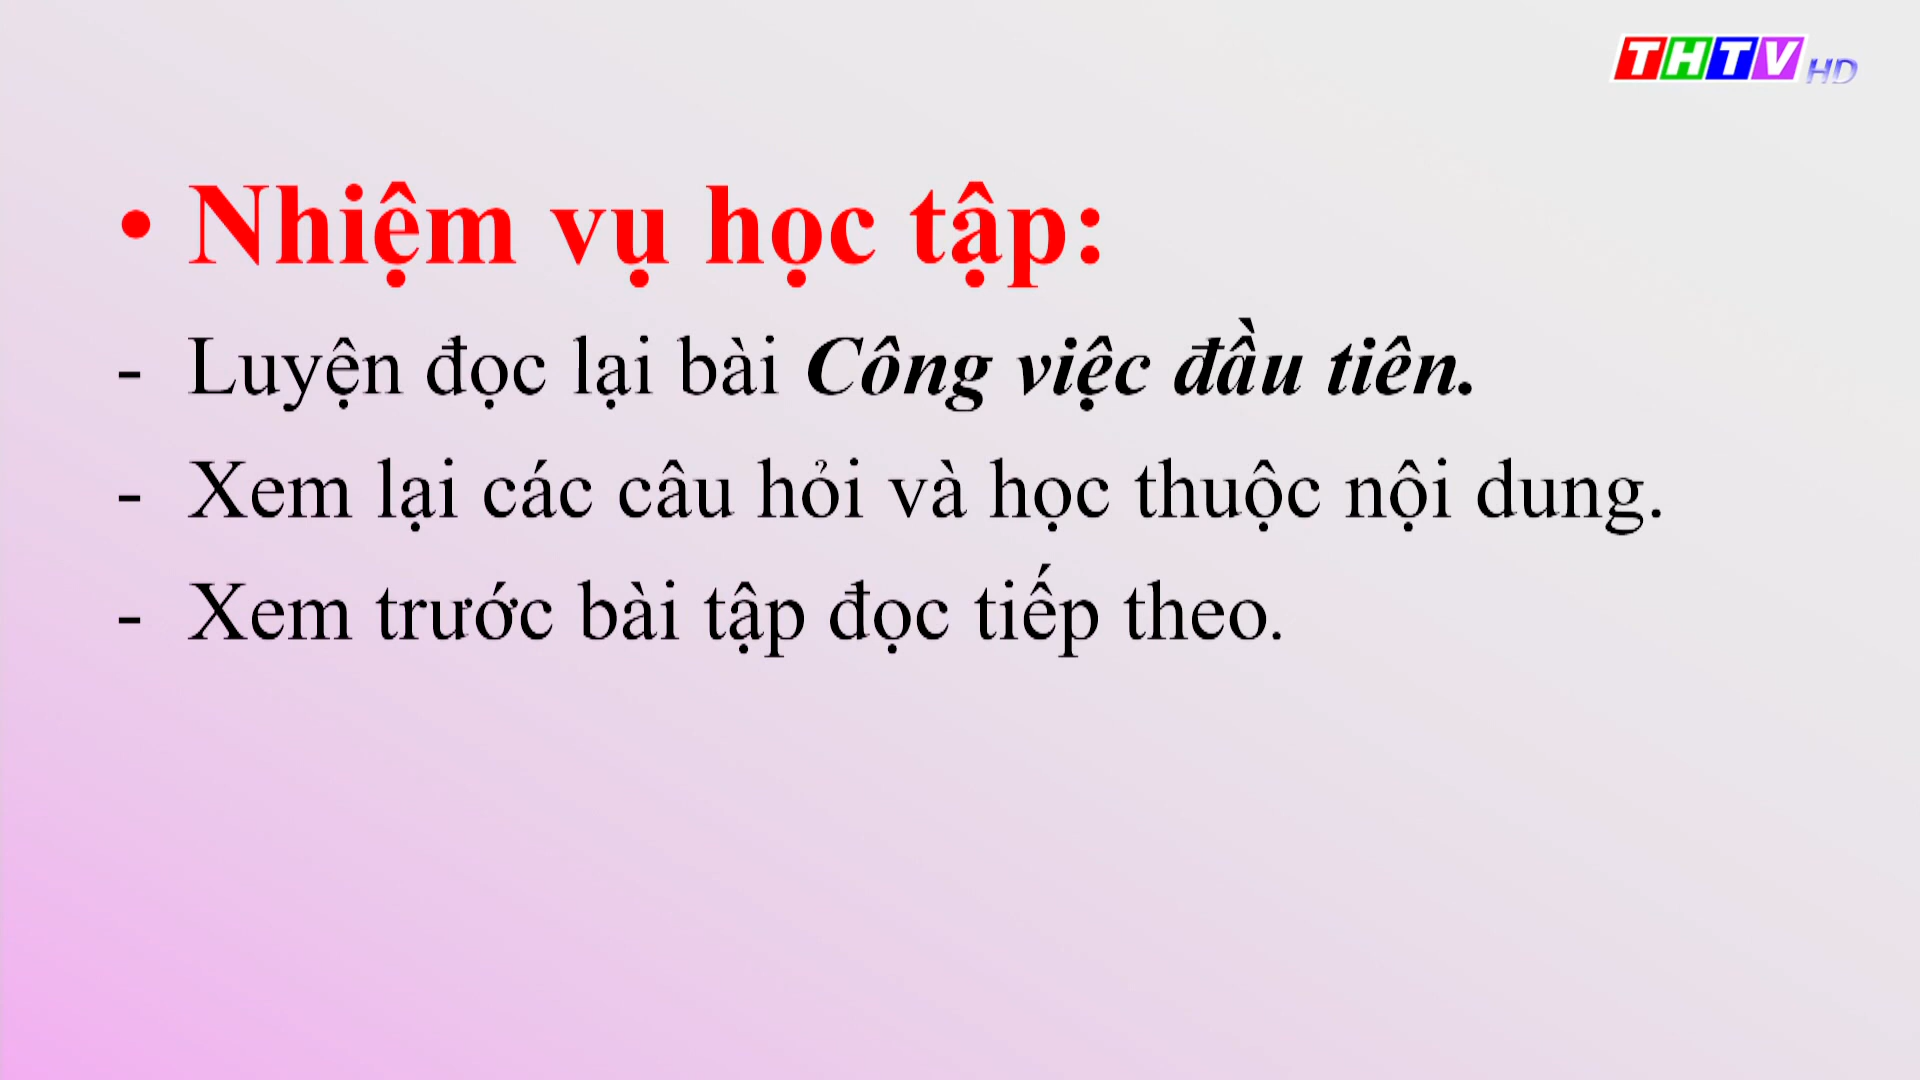 THTV HD
• Nhiệm vụ học tập:
- Luyện đọc lại bài Công việc đầu tiên.
- Xem lại các câu hỏi và học thuộc nội dung.
- Xem trước bài tập đọc tiếp theo.